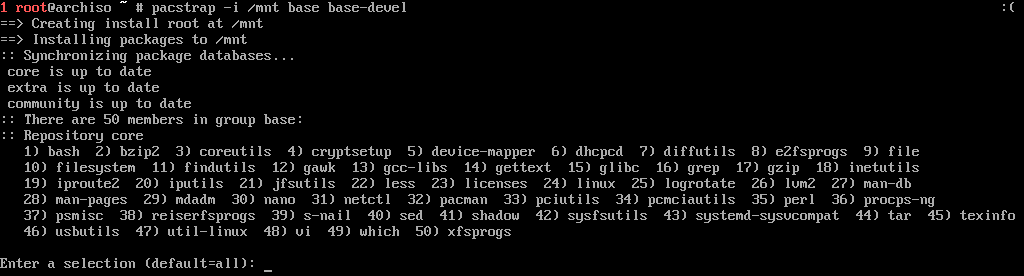 1 root@archiso ~ # pacstrap -i /mnt base base-devel :(
==> Creating install root at /mnt
==> Installing packages to /mnt
:: Synchronizing package databases...
core is up to date
extra is up to date
community is up to date
:: There are 50 members in group base:
:: Repository core
1) bash 2) bzip2 3) coreutils 4) cryptsetup 5) device-mapper 6) dhcpcd 7) diffutils 8) e2fsprogs 9) file
10) filesystem 11) findutils 12) gawk 13) gcc-libs 14) gettext 15) glibc 16) grep 17) gzip 18) inetutils
19) iproute2 20) iputils 21) jfsutils 22) less 23) licenses 24) linux 25) logrotate 26) lvm2 27) man-db
28) man-pages 29) mdadm 30) nano 31) netctl 32) pacman 33) pciutils 34) pcmciautils 35) perl 36) procps-ng
37) psmisc 38) reiserfsprogs 39) s-nail 40) sed 41) shadow 42) sysfsutils 43) systemd-sysvcompat 44) tar 45) texinfo
46) usbutils 47) util-linux 48) vi 49) which 50) xfsprogs
Enter a selection (default=all): _